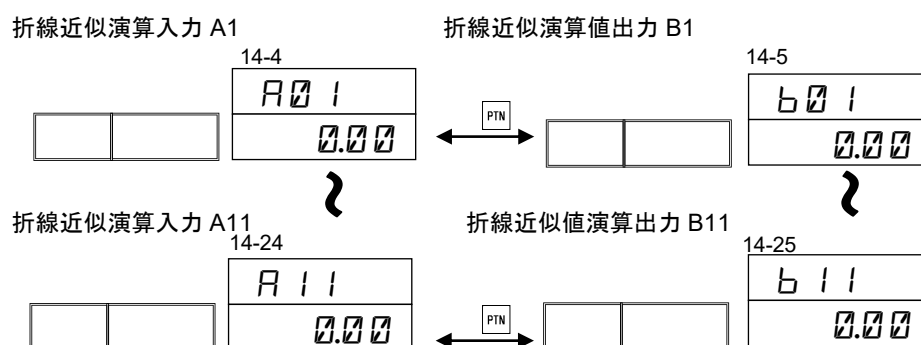 折線近似演算入力 A1
折線近似演算値出力 B1
14-4
14-5
A01
0.00
PTN
b01
0.00
折線近似演算入力 A11
折線近似値演算出力 B11
14-24
14-25
A11
0.00
PTN
b11
0.00